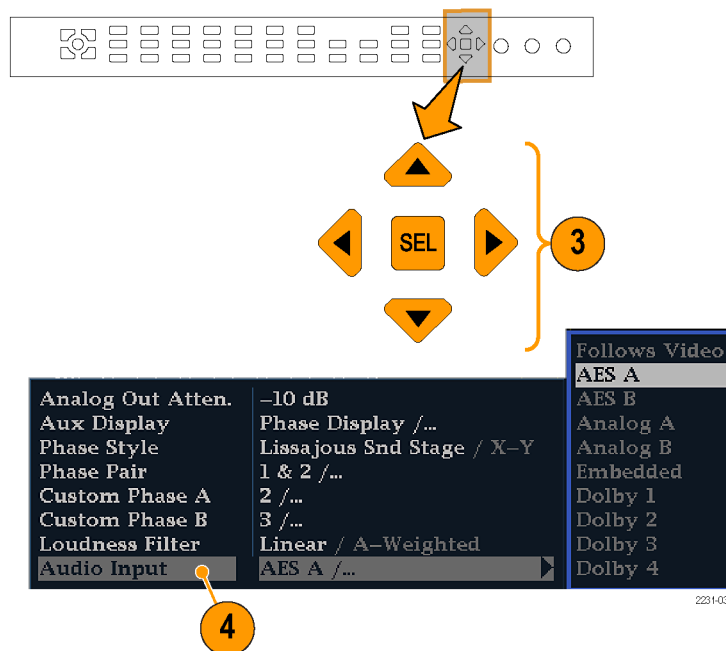 SEL
3
Follows Video
AES A
AES B
Analog A
Analog B
Embedded
Dolby 1
Dolby 2
Dolby 3
Dolby 4
Analog Out Atten. –10 dB
Aux Display Phase Display /...
Phase Style Lissajous Snd Stage / X–Y
Phase Pair 1 & 2 /...
Custom Phase A 2 /...
Custom Phase B 3 /...
Loudness Filter Linear / A–Weighted
Audio Input AES A /...
4